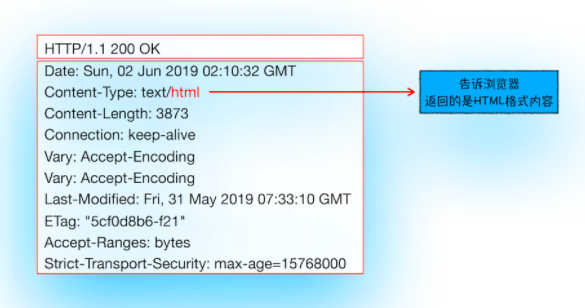 HTTP/1.1 200 OK
Date: Sun, 02 Jun 2019 02:10:32 GMT
Content-Type: text/html
Content-Length: 3873
Connection: keep-alive
Vary: Accept-Encoding
Vary: Accept-Encoding
Last-Modified: Fri, 31 May 2019 07:33:10 GMT
ETag: "5cf0d8b6-f21"
Accept-Ranges: bytes
Strict-Transport-Security: max-age=15768000
告诉浏览器
返回的是HTML格式内容